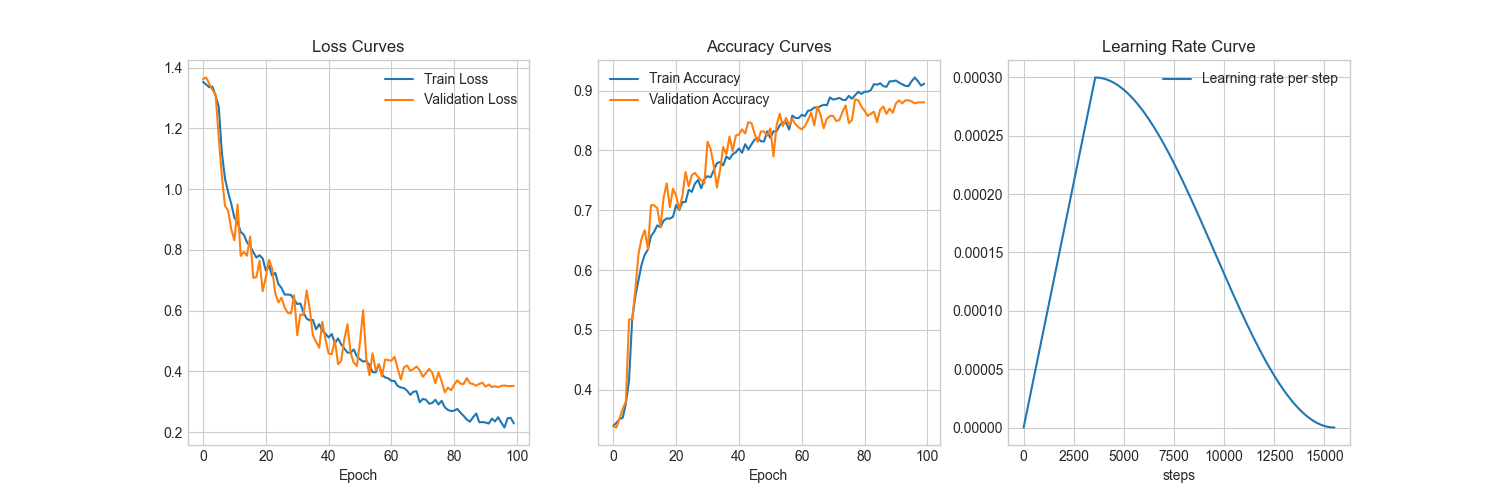 Loss Curves
Train Loss
Validation Loss
1.4
1.2
1.0
0.8
0.6
0.4
0.2
0 20 40 60 80 100
Epoch
Accuracy Curves
Train Accuracy
Validation Accuracy
0.9
0.8
0.7
0.6
0.5
0.4
0 20 40 60 80 100
Epoch
Learning Rate Curve
Learning rate per step
0.00030
0.00025
0.00020
0.00015
0.00010
0.00005
0.00000
0 2500 5000 7500 10000 12500 15000
steps